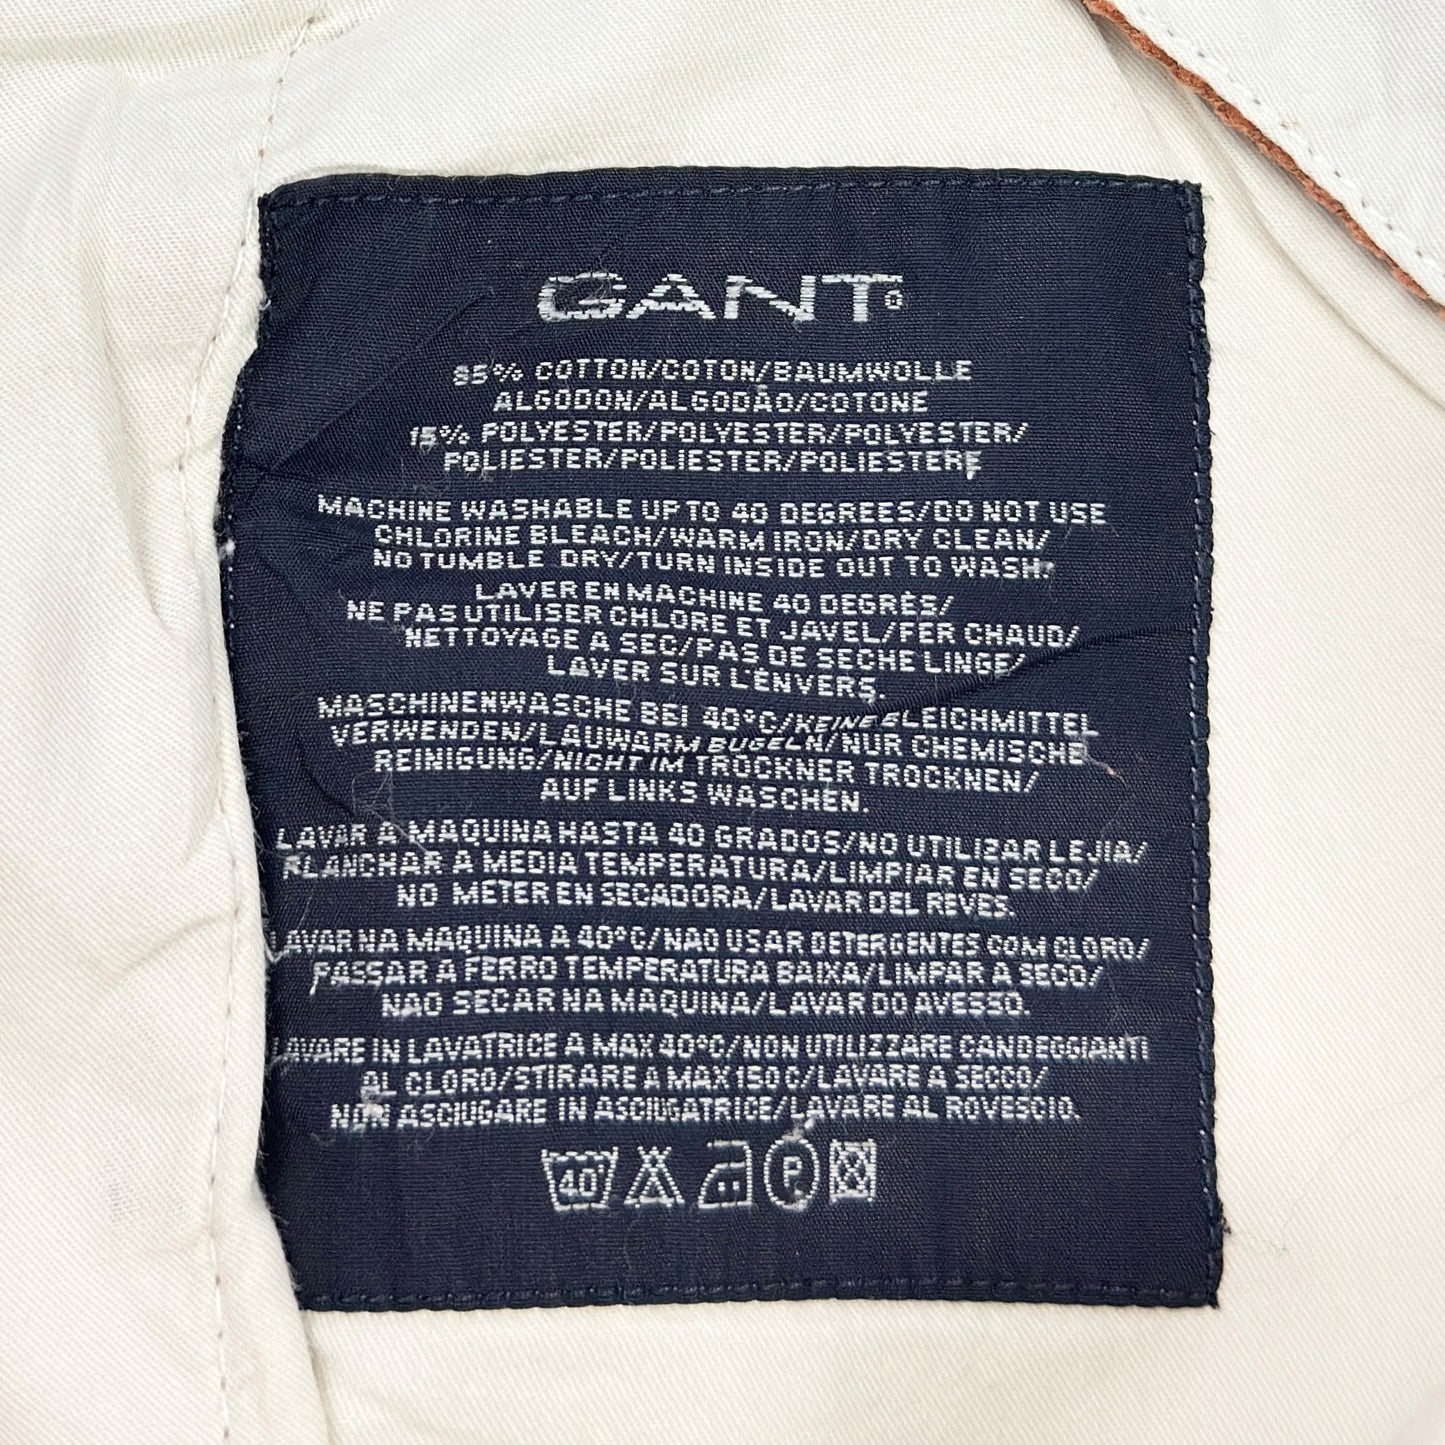 GANT
85% COTTON/COTON/BAUMWOLLE
ALGODON/ALGODÃO/COTONE
15% POLYESTER/POLYESTER/POLYESTER/
POLIESTER/POLIESTER/POLIESTERE
MACHINE WASHABLE UP TO 40 DEGREES/DO NOT USE
CHLORINE BLEACH/WARM IRON/DRY CLEAN/
NO TUMBLE DRY/TURN INSIDE OUT TO WASH.
LAVER EN MACHINE 40 DEGRÈS/
NE PAS UTILISER CHLORE ET JAVEL/FER CHAUD/
NETTOYAGE A SEC/PAS DE SECHE LINGE/
LAVER SUR L'ENVERS.
MASCHINENWASCHE BEI 40°C/KEINE BLEICHMITTEL
VERWENDEN/LAUWARM BUGELN/NUR CHEMISCHE
REINIGUNG/NICHT IM TROCKNER TROCKNEN/
AUF LINKS WASCHEN.
LAVAR A MAQUINA HASTA 40 GRADOS/NO UTILIZAR LEJIA/
PLANCHAR A MEDIA TEMPERATURA/LIMPIAR EN SECO/
NO METER EN SECADORA/LAVAR DEL REVES.
LAVAR NA MAQUINA A 40°C/NAO USAR DETERGENTES COM CLORO/
PASSAR A FERRO TEMPERATURA BAIXA/LIMPAR A SECO/
NAO SECAR NA MAQUINA/LAVAR DO AVESSO.
LAVARE IN LAVATRICE A MAX 40°C/NON UTILIZZARE CANDEGGIANTI
AL CLORO/STIRARE A MAX 150 C/LAVARE A SECCO/
NON ASCIUGARE IN ASCIUGATRICE/LAVARE AL ROVESCIO.
40° P